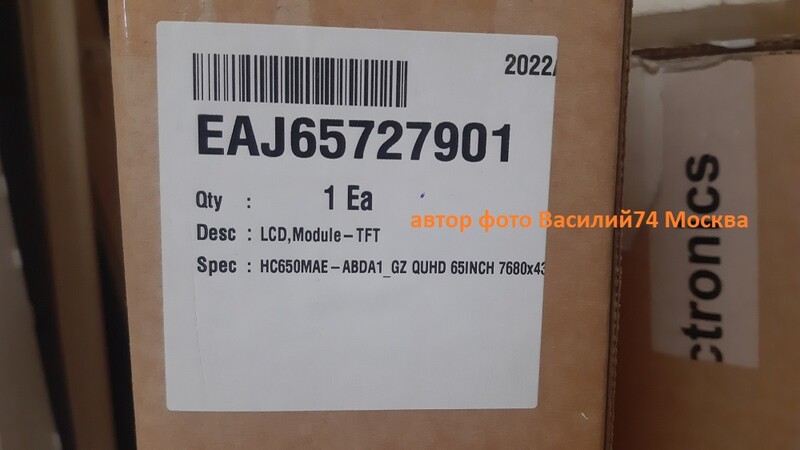 2022/
EAJ65727901
Qty : 1 Ea
автор фото Василий74 Москва
Desc : LCD,Module-TFT
Spec : HC650MAE-ABDA1_GZ QUHD 65INCH 7680x43
ctronics